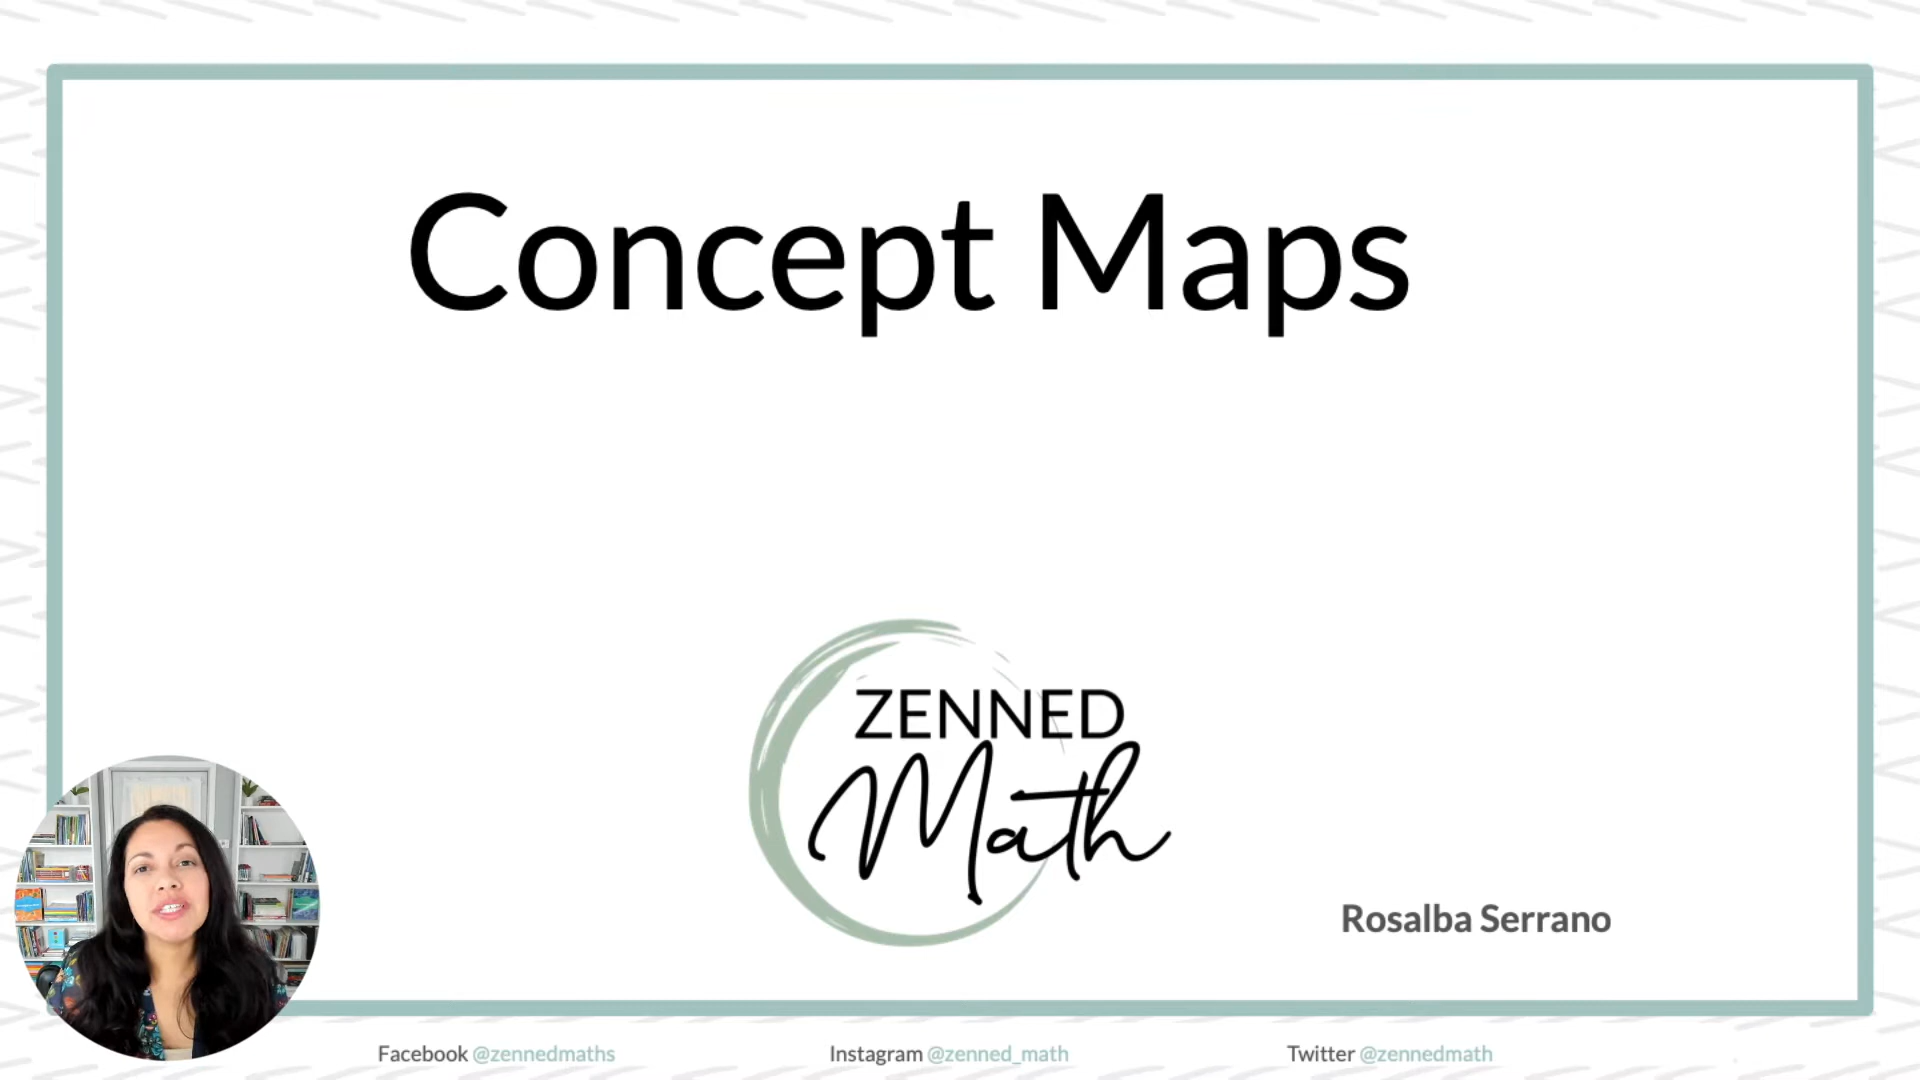 Concept Maps
ZENNED
Math
Rosalba Serrano
Facebook @zennedmaths
Instagram @zenned_math
Twitter @zennedmath